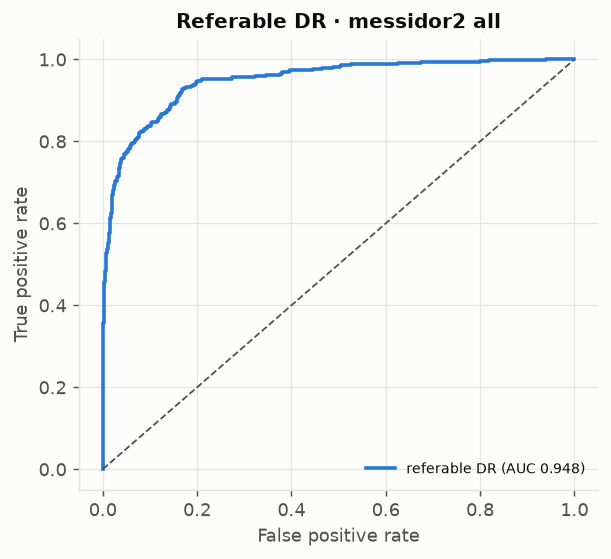 Referable DR · messidor2 all
True positive rate
1.0
0.8
0.6
0.4
0.2
0.0
referable DR (AUC 0.948)
0.0 0.2 0.4 0.6 0.8 1.0
False positive rate